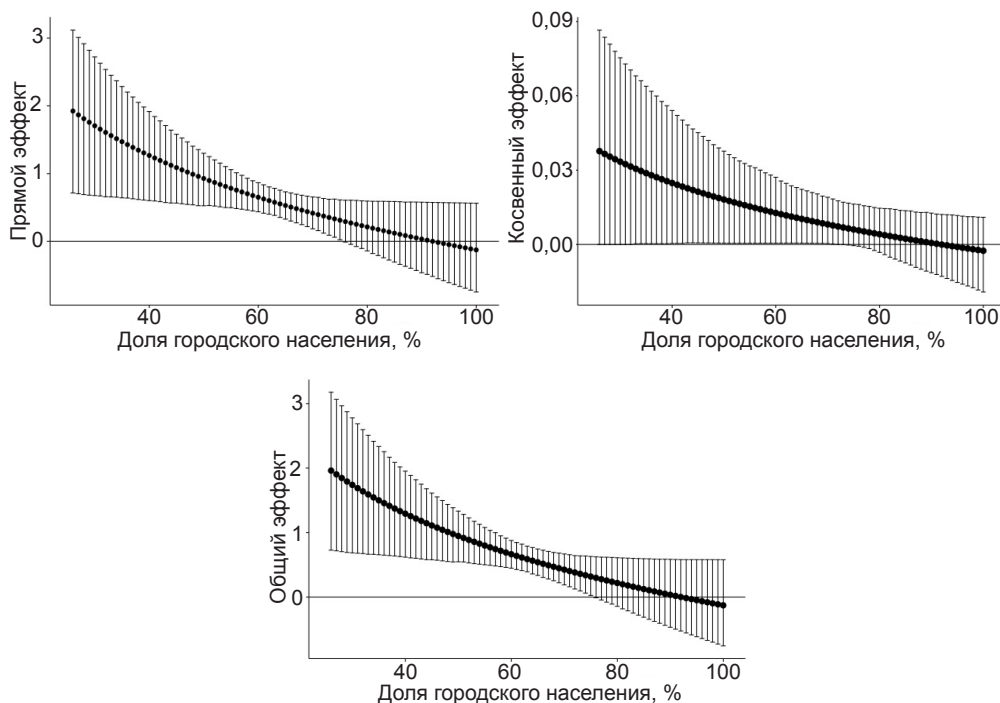 Прямой эффект
3
2
1
0
40 60 80 100
Доля городского населения, %
Косвенный эффект
0,09
0,06
0,03
0,00
40 60 80 100
Доля городского населения, %
Общий эффект
3
2
1
0
40 60 80 100
Доля городского населения, %